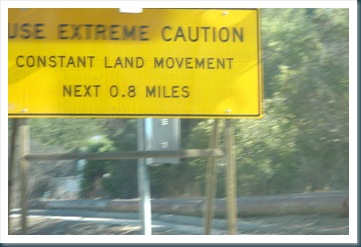 USE EXTREME CAUTION
CONSTANT LAND MOVEMENT
NEXT 0.8 MILES